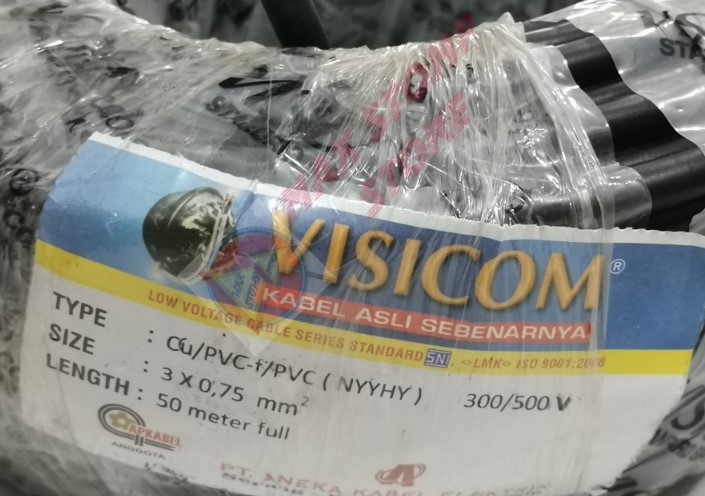 VISICOM®
KABEL ASLI SEBENARNYA
LOW VOLTAGE CABLE SERIES STANDARD SNI, <LMK> ISO 9001:2008
TYPE : Cu/PVC-f/PVC (NYYHY) 300/500 V
SIZE : 3 X 0,75 mm²
LENGTH : 50 meter full
APKABEL
ANGGOTA
PT. ANEKA KABEL
STORE